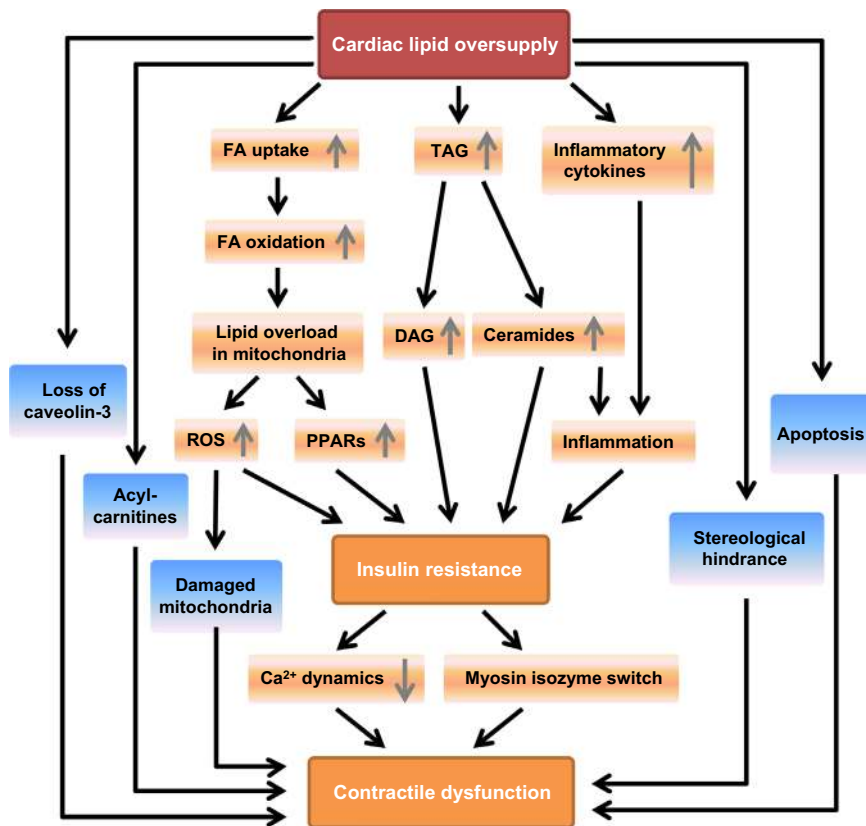 Cardiac lipid oversupply
FA uptake
TAG
Inflammatory
cytokines
FA oxidation
Lipid overload
in mitochondria
DAG
Ceramides
Loss of
caveolin-3
ROS
PPARs
Inflammation
Apoptosis
Acyl-
carnitines
Stereological
hindrance
Insulin resistance
Damaged
mitochondria
Ca²⁺ dynamics
Myosin isozyme switch
Contractile dysfunction